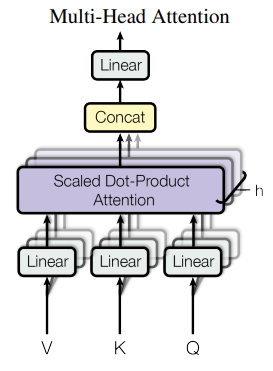 Multi-Head Attention
Linear
Concat
Scaled Dot-Product
Attention
h
Linear Linear Linear
V K Q